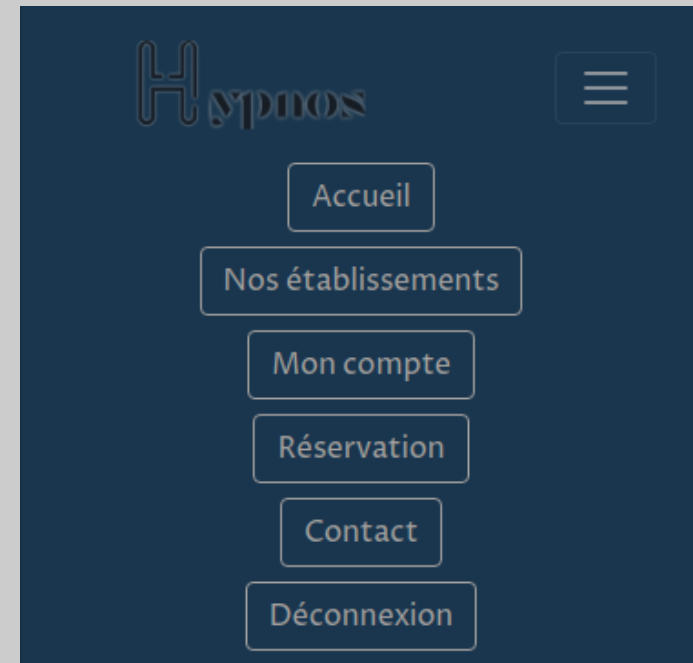 Hypnos
Accueil
Nos établissements
Mon compte
Réservation
Contact
Déconnexion